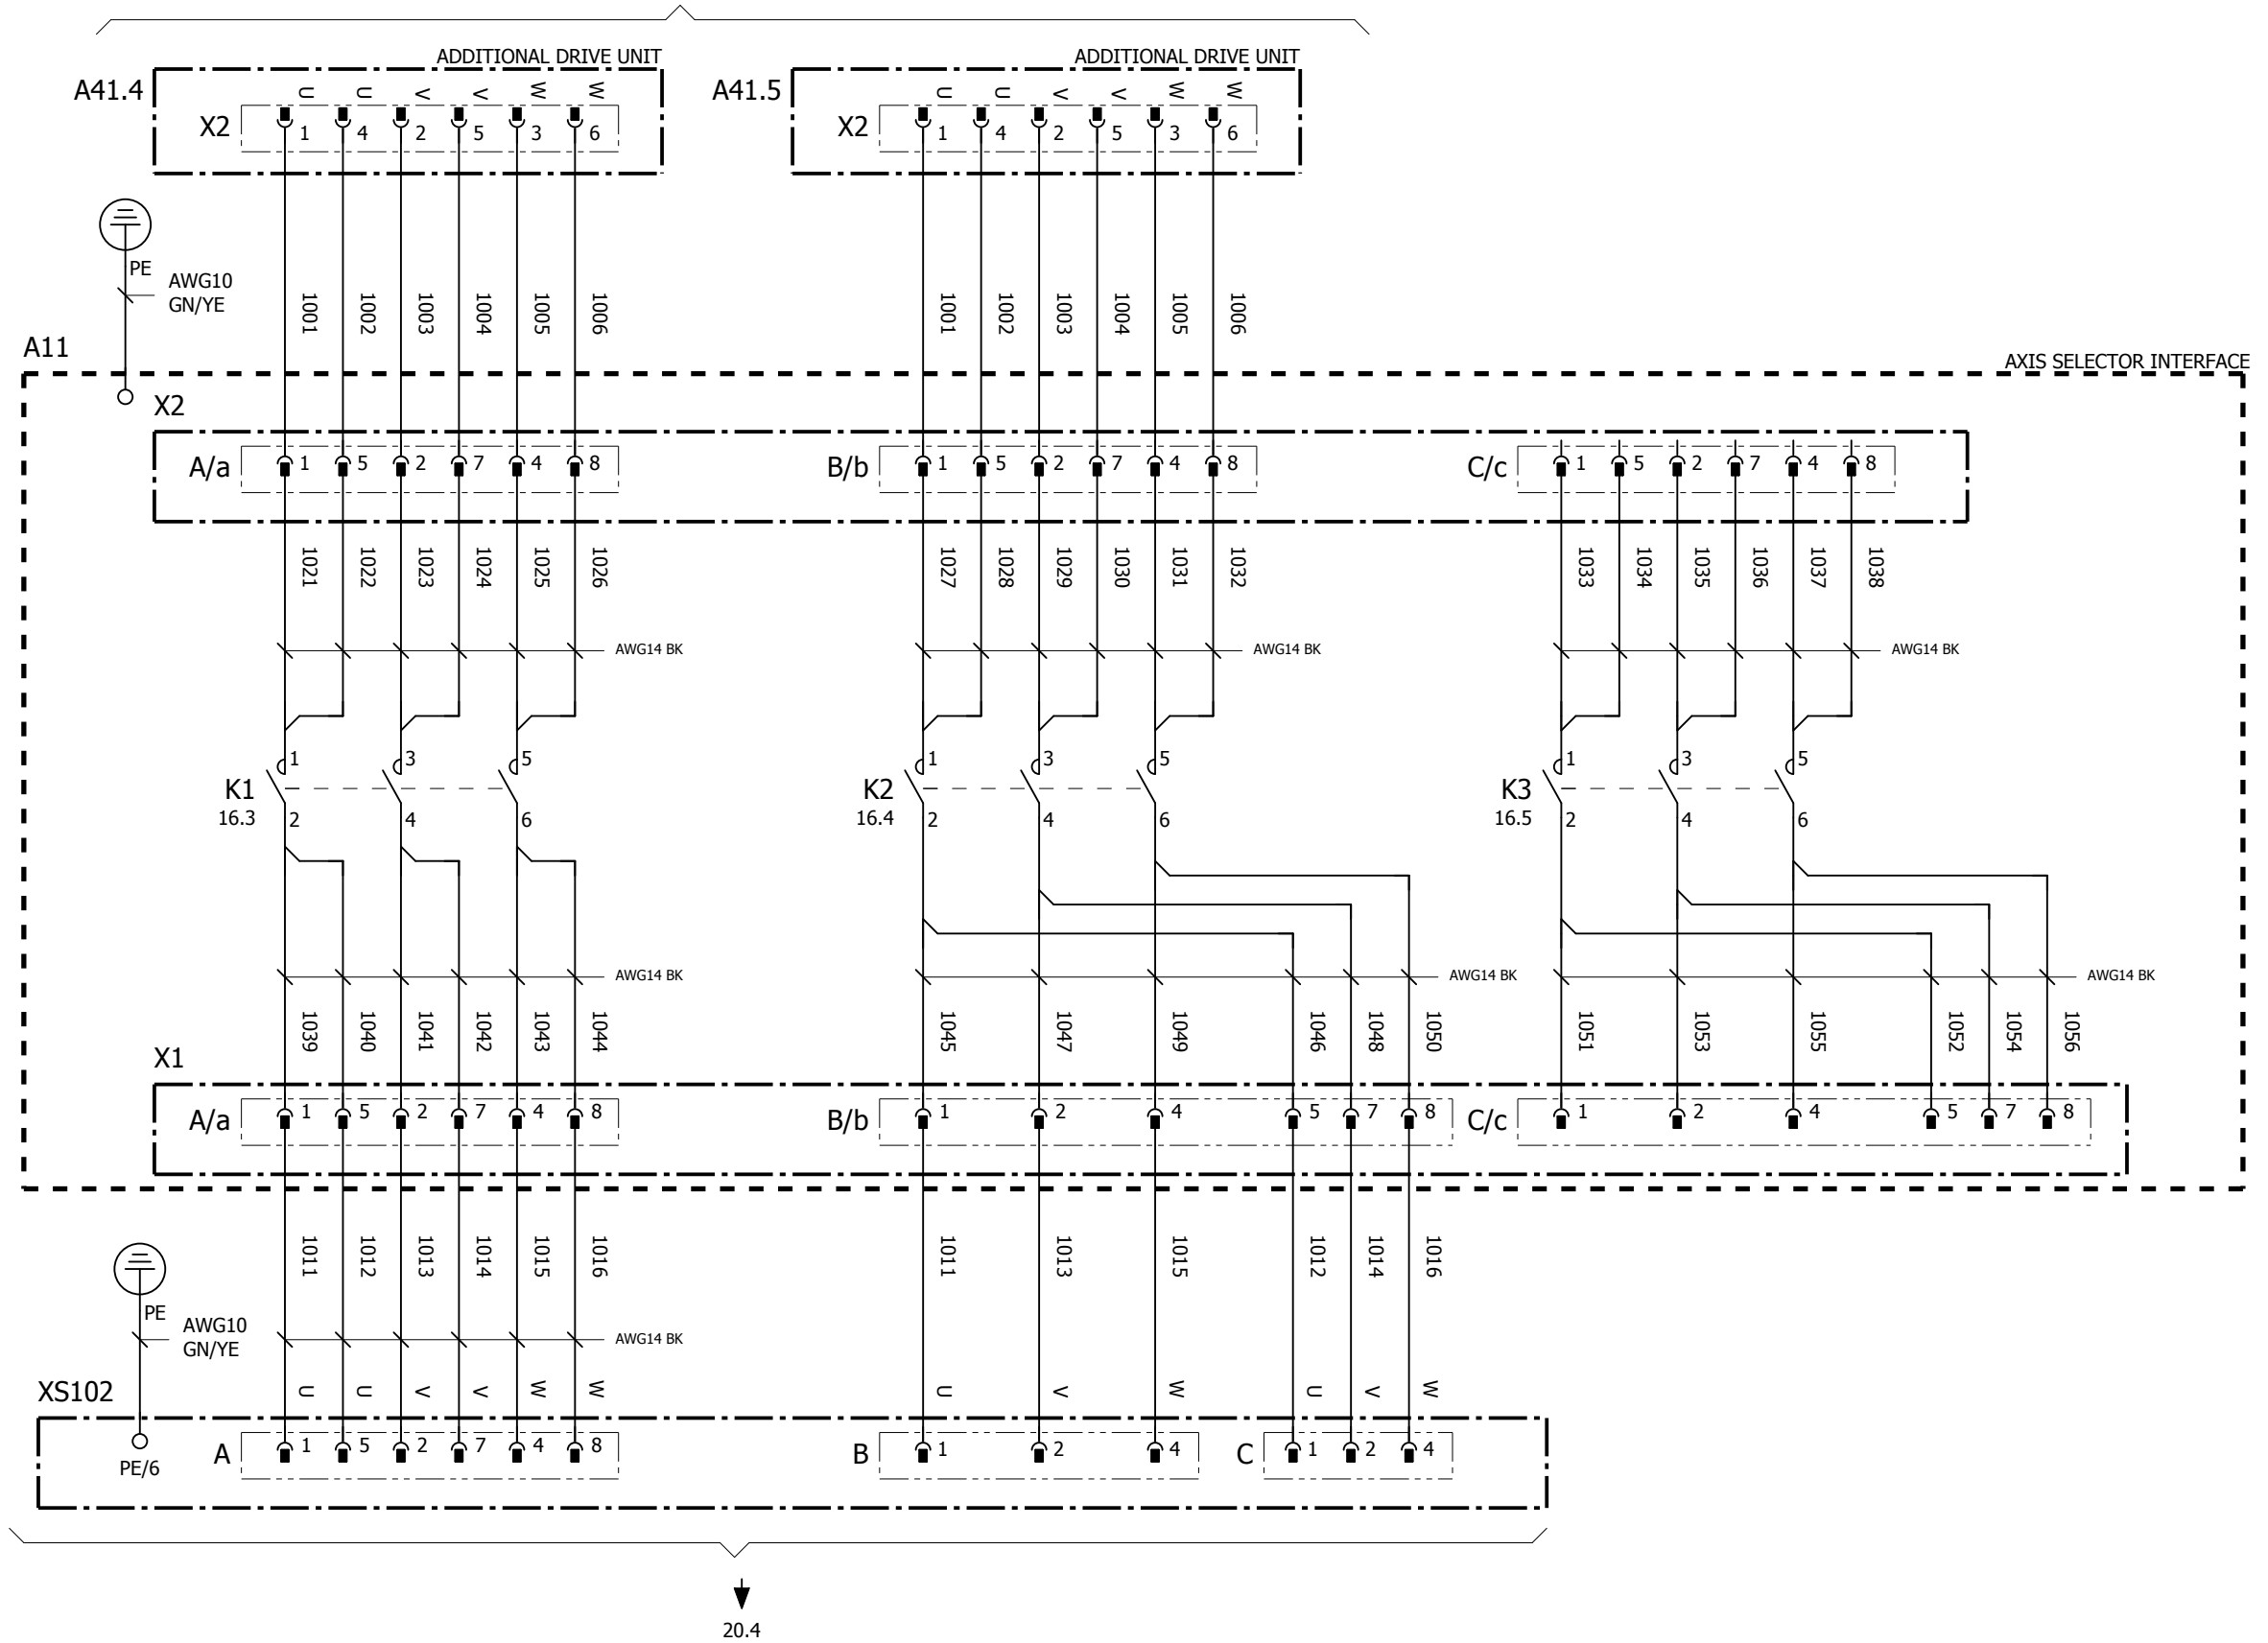 ADDITIONAL DRIVE UNIT ADDITIONAL DRIVE UNIT
A41.4 U U V V W W A41.5 U U V V W W
X2 1 4 2 5 3 6 X2 1 4 2 5 3 6
PE AWG10
GN/YE
1001 1002 1003 1004 1005 1006 1001 1002 1003 1004 1005 1006
A11
AXIS SELECTOR INTERFACE
X2
A/a 1 5 2 7 4 8 B/b 1 5 2 7 4 8 C/c 1 5 2 7 4 8
1021 1022 1023 1024 1025 1026 1027 1028 1029 1030 1031 1032 1033 1034 1035 1036 1037 1038
AWG14 BK AWG14 BK AWG14 BK
1 3 5 1 3 5 1 3 5
K1 K2 K3
16.3 2 4 6 16.4 2 4 6 16.5 2 4 6
AWG14 BK AWG14 BK AWG14 BK
1039 1040 1041 1042 1043 1044 1045 1047 1049 1046 1048 1050 1051 1053 1055 1052 1054 1056
X1
A/a 1 5 2 7 4 8 B/b 1 2 4 5 7 8 C/c 1 2 4 5 7 8
1011 1012 1013 1014 1015 1016 1011 1013 1015 1012 1014 1016
PE AWG10
GN/YE
AWG14 BK
XS102 U U V V W W U V W U V W
A 1 5 2 7 4 8 B 1 2 4 C 1 2 4
PE/6
20.4